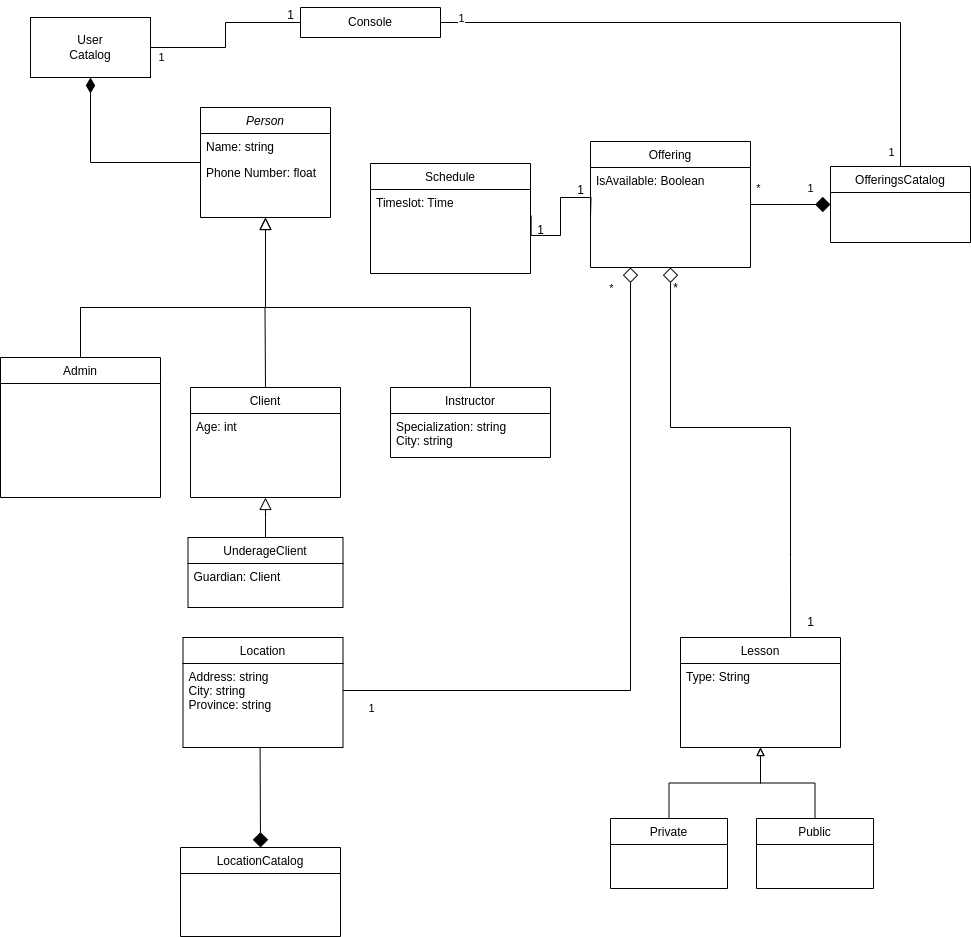 1
Console
1
User
Catalog
1
Person
Name: string
Phone Number: float
Schedule
Timeslot: Time
1
1
Offering
IsAvailable: Boolean
*
1
1
OfferingsCatalog
*
*
Admin
Client
Age: int
Instructor
Specialization: string
City: string
UnderageClient
Guardian: Client
Location
Address: string
City: string
Province: string
1
1
Lesson
Type: String
Private
Public
LocationCatalog